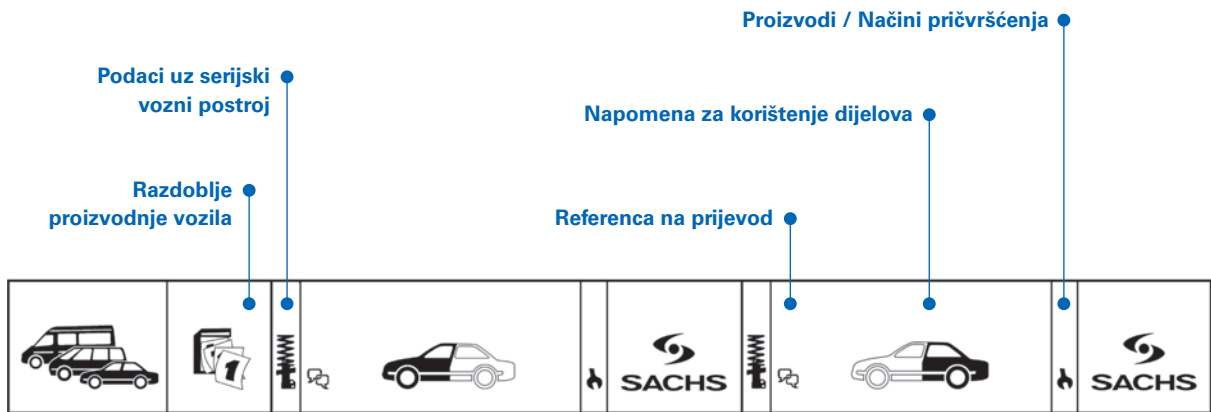 Proizvodi / Načini pričvršćenja
Podaci uz serijski
vozni postroj
Napomena za korištenje dijelova
Razdoblje
proizvodnje vozila
Referenca na prijevod
1
SACHS
SACHS